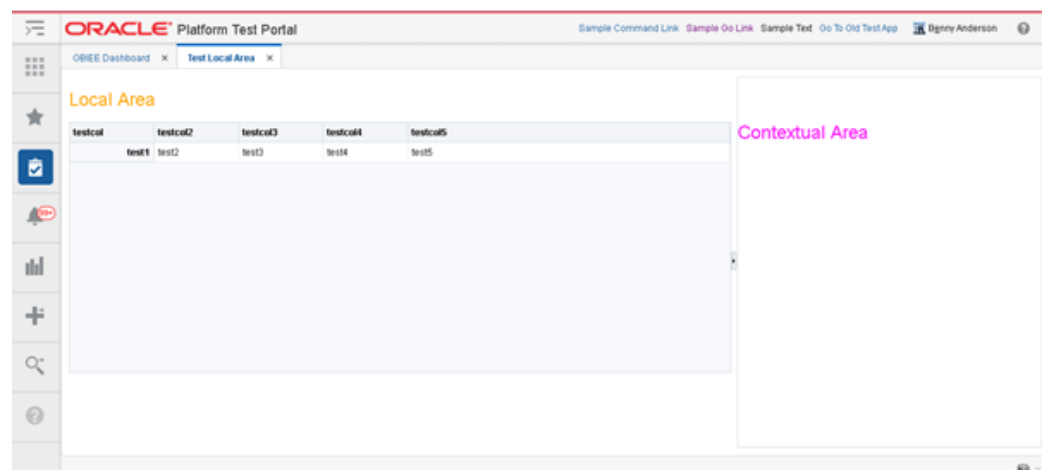 ORACLE® Platform Test Portal Sample Command Link Sample Go Link Sample Text Go To Old Test App Benny Anderson
OBIEE Dashboard × Test Local Area ×
Local Area
Contextual Area
testcol testcol2 testcol3 testcol4 testcol5
test1 test2 test3 test4 test5
99+